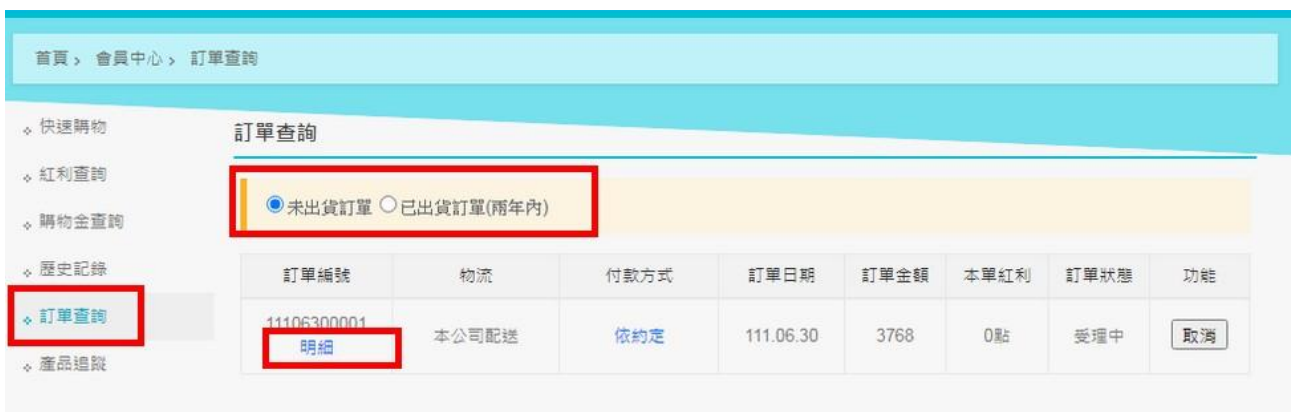 首頁 > 會員中心 > 訂單查詢
快速購物
紅利查詢
購物金查詢
歷史記錄
訂單查詢
產品追蹤
訂單查詢
未出貨訂單 已出貨訂單(兩年內)
訂單編號 物流 付款方式 訂單日期 訂單金額 本單紅利 訂單狀態 功能
11106300001 本公司配送 依約定 111.06.30 3768 0點 受理中 取消
明細